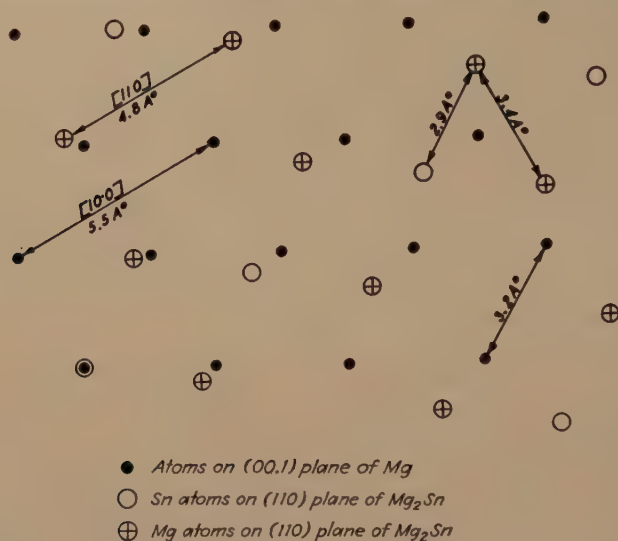 [110]
4.8 A°
2.9A°
3.4A°
[10·0]
5.5 A°
3.2A°
Atoms on (00.1) plane of Mg
Sn atoms on (110) plane of Mg₂Sn
Mg atoms on (110) plane of Mg₂Sn